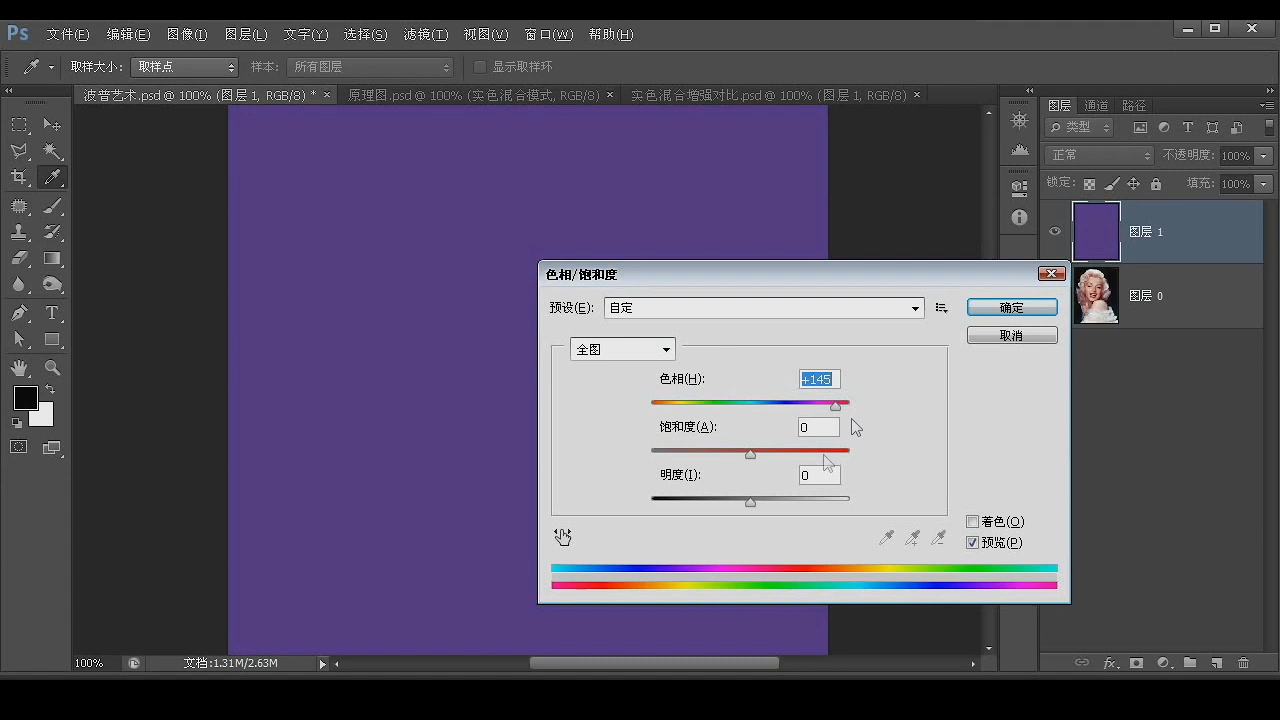 Ps 文件(F) 编辑(E) 图像(I) 图层(L) 文字(Y) 选择(S) 滤镜(T) 视图(V) 窗口(W) 帮助(H)
取样大小: 取样点 样本: 所有图层 显示取样环
波普艺术.psd @ 100% (图层 1, RGB/8) * × 原理图.psd @ 100% (实色混合模式, RGB/8) × 实色混合增强对比.psd @ 100% (图层 1, RGB/8) ×
图层 通道 路径
类型
正常 不透明度: 100%
锁定: 填充: 100%
图层 1
图层 0
色相/饱和度
预设(E): 自定 确定
取消
全图
色相(H): +145
饱和度(A): 0
明度(I): 0
着色(O)
预览(P)
100% 文档:1.31M/2.63M